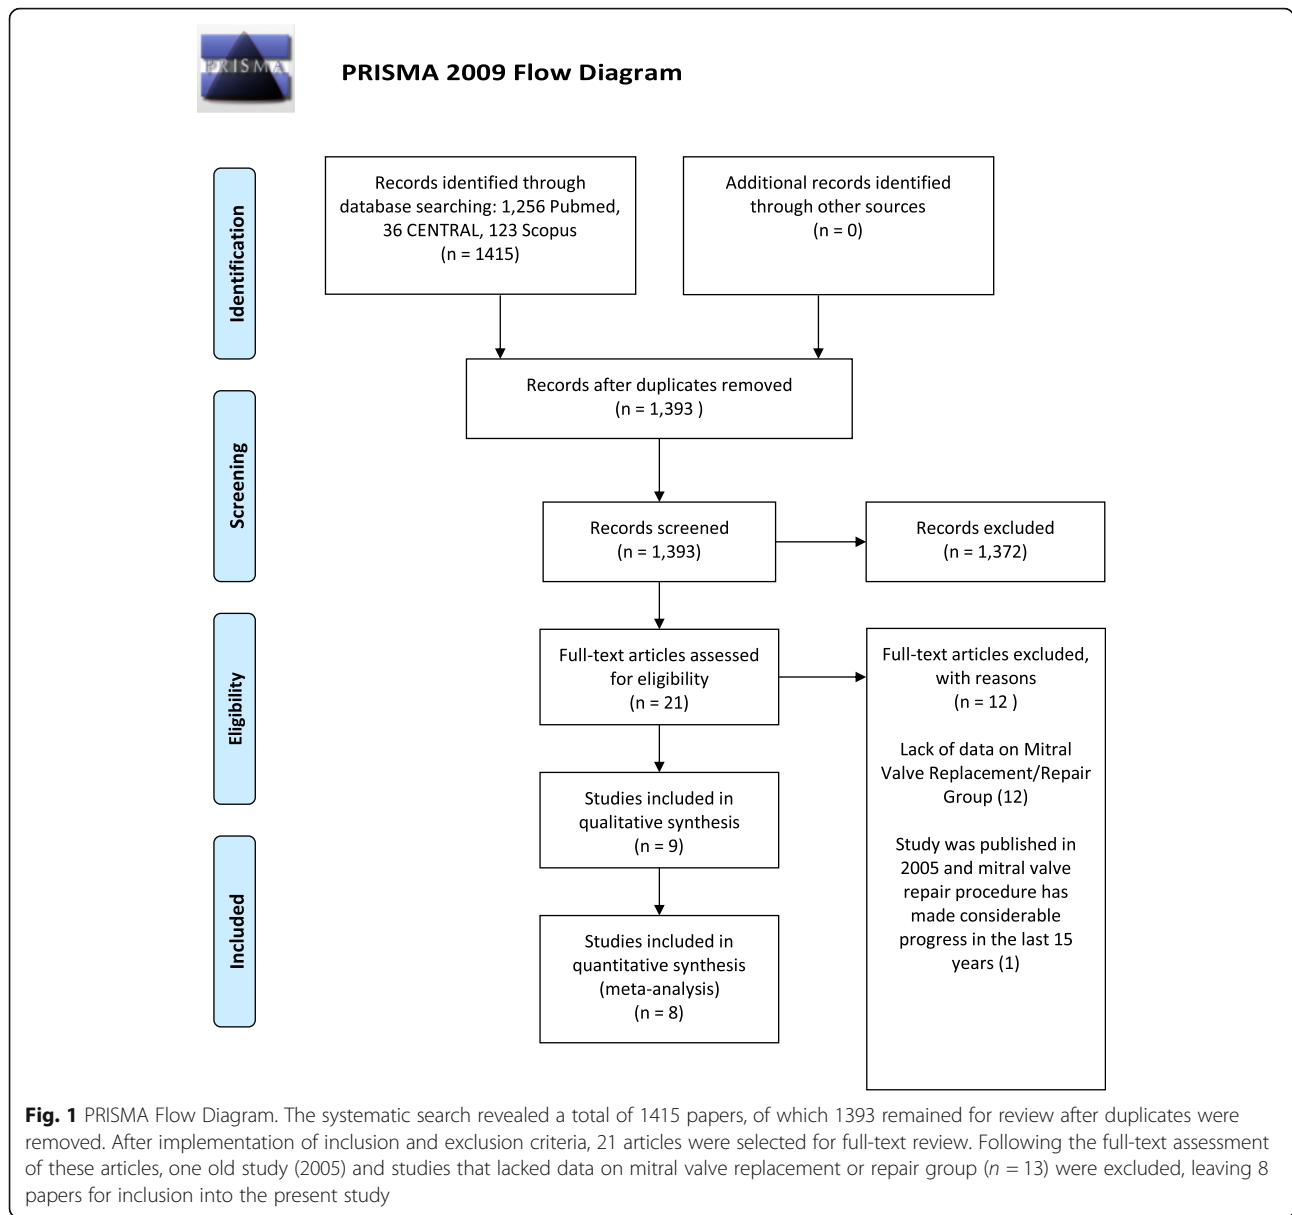 PRISMA
PRISMA 2009 Flow Diagram
Identification
Records identified through
database searching: 1,256 Pubmed,
36 CENTRAL, 123 Scopus
(n = 1415)
Additional records identified
through other sources
(n = 0)
Records after duplicates removed
(n = 1,393 )
Screening
Records screened
(n = 1,393)
Records excluded
(n = 1,372)
Eligibility
Full-text articles assessed
for eligibility
(n = 21)
Full-text articles excluded,
with reasons
(n = 12 )
Lack of data on Mitral
Valve Replacement/Repair
Group (12)
Study was published in
2005 and mitral valve
repair procedure has
made considerable
progress in the last 15
years (1)
Studies included in
qualitative synthesis
(n = 9)
Included
Studies included in
quantitative synthesis
(meta-analysis)
(n = 8)
Fig. 1 PRISMA Flow Diagram. The systematic search revealed a total of 1415 papers, of which 1393 remained for review after duplicates were
removed. After implementation of inclusion and exclusion criteria, 21 articles were selected for full-text review. Following the full-text assessment
of these articles, one old study (2005) and studies that lacked data on mitral valve replacement or repair group (n = 13) were excluded, leaving 8
papers for inclusion into the present study